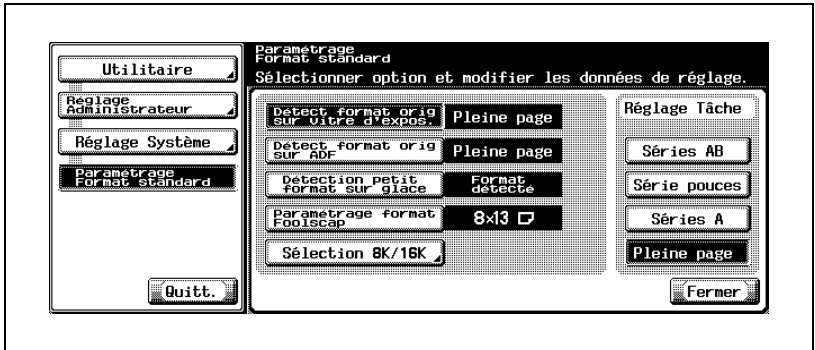 Utilitaire
Réglage
Administrateur
Réglage Système
Paramétrage
Format standard
Quitt.
Paramétrage
Format standard
Sélectionner option et modifier les données de réglage.
Détect format orig
sur vitre d'expos.
Pleine page
Détect format orig
sur ADF
Pleine page
Détection petit
format sur glace
Format
détecté
Paramétrage format
Foolscap
8×13
Sélection 8K/16K
Réglage Tâche
Séries AB
Série pouces
Séries A
Pleine page
Fermer